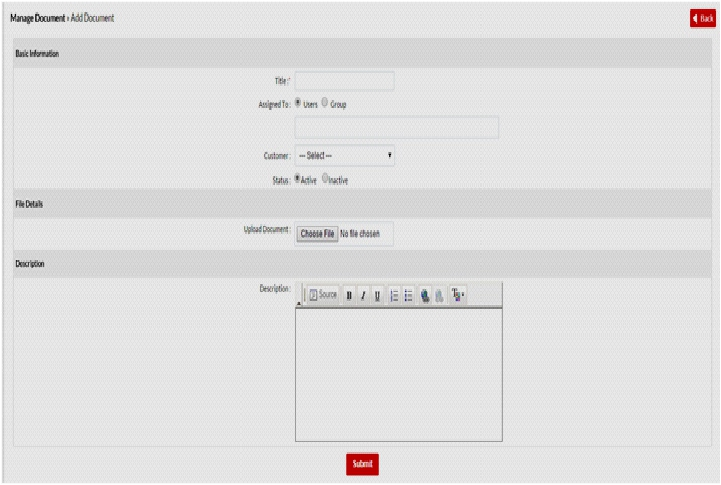 Manage Document › Add Document
Back
Basic Information
Title :*
Assigned To : Users Group
Customer : --- Select ---
Status : Active Inactive
File Details
Upload Document : Choose File No file chosen
Description
Description :
Source B I U
Submit